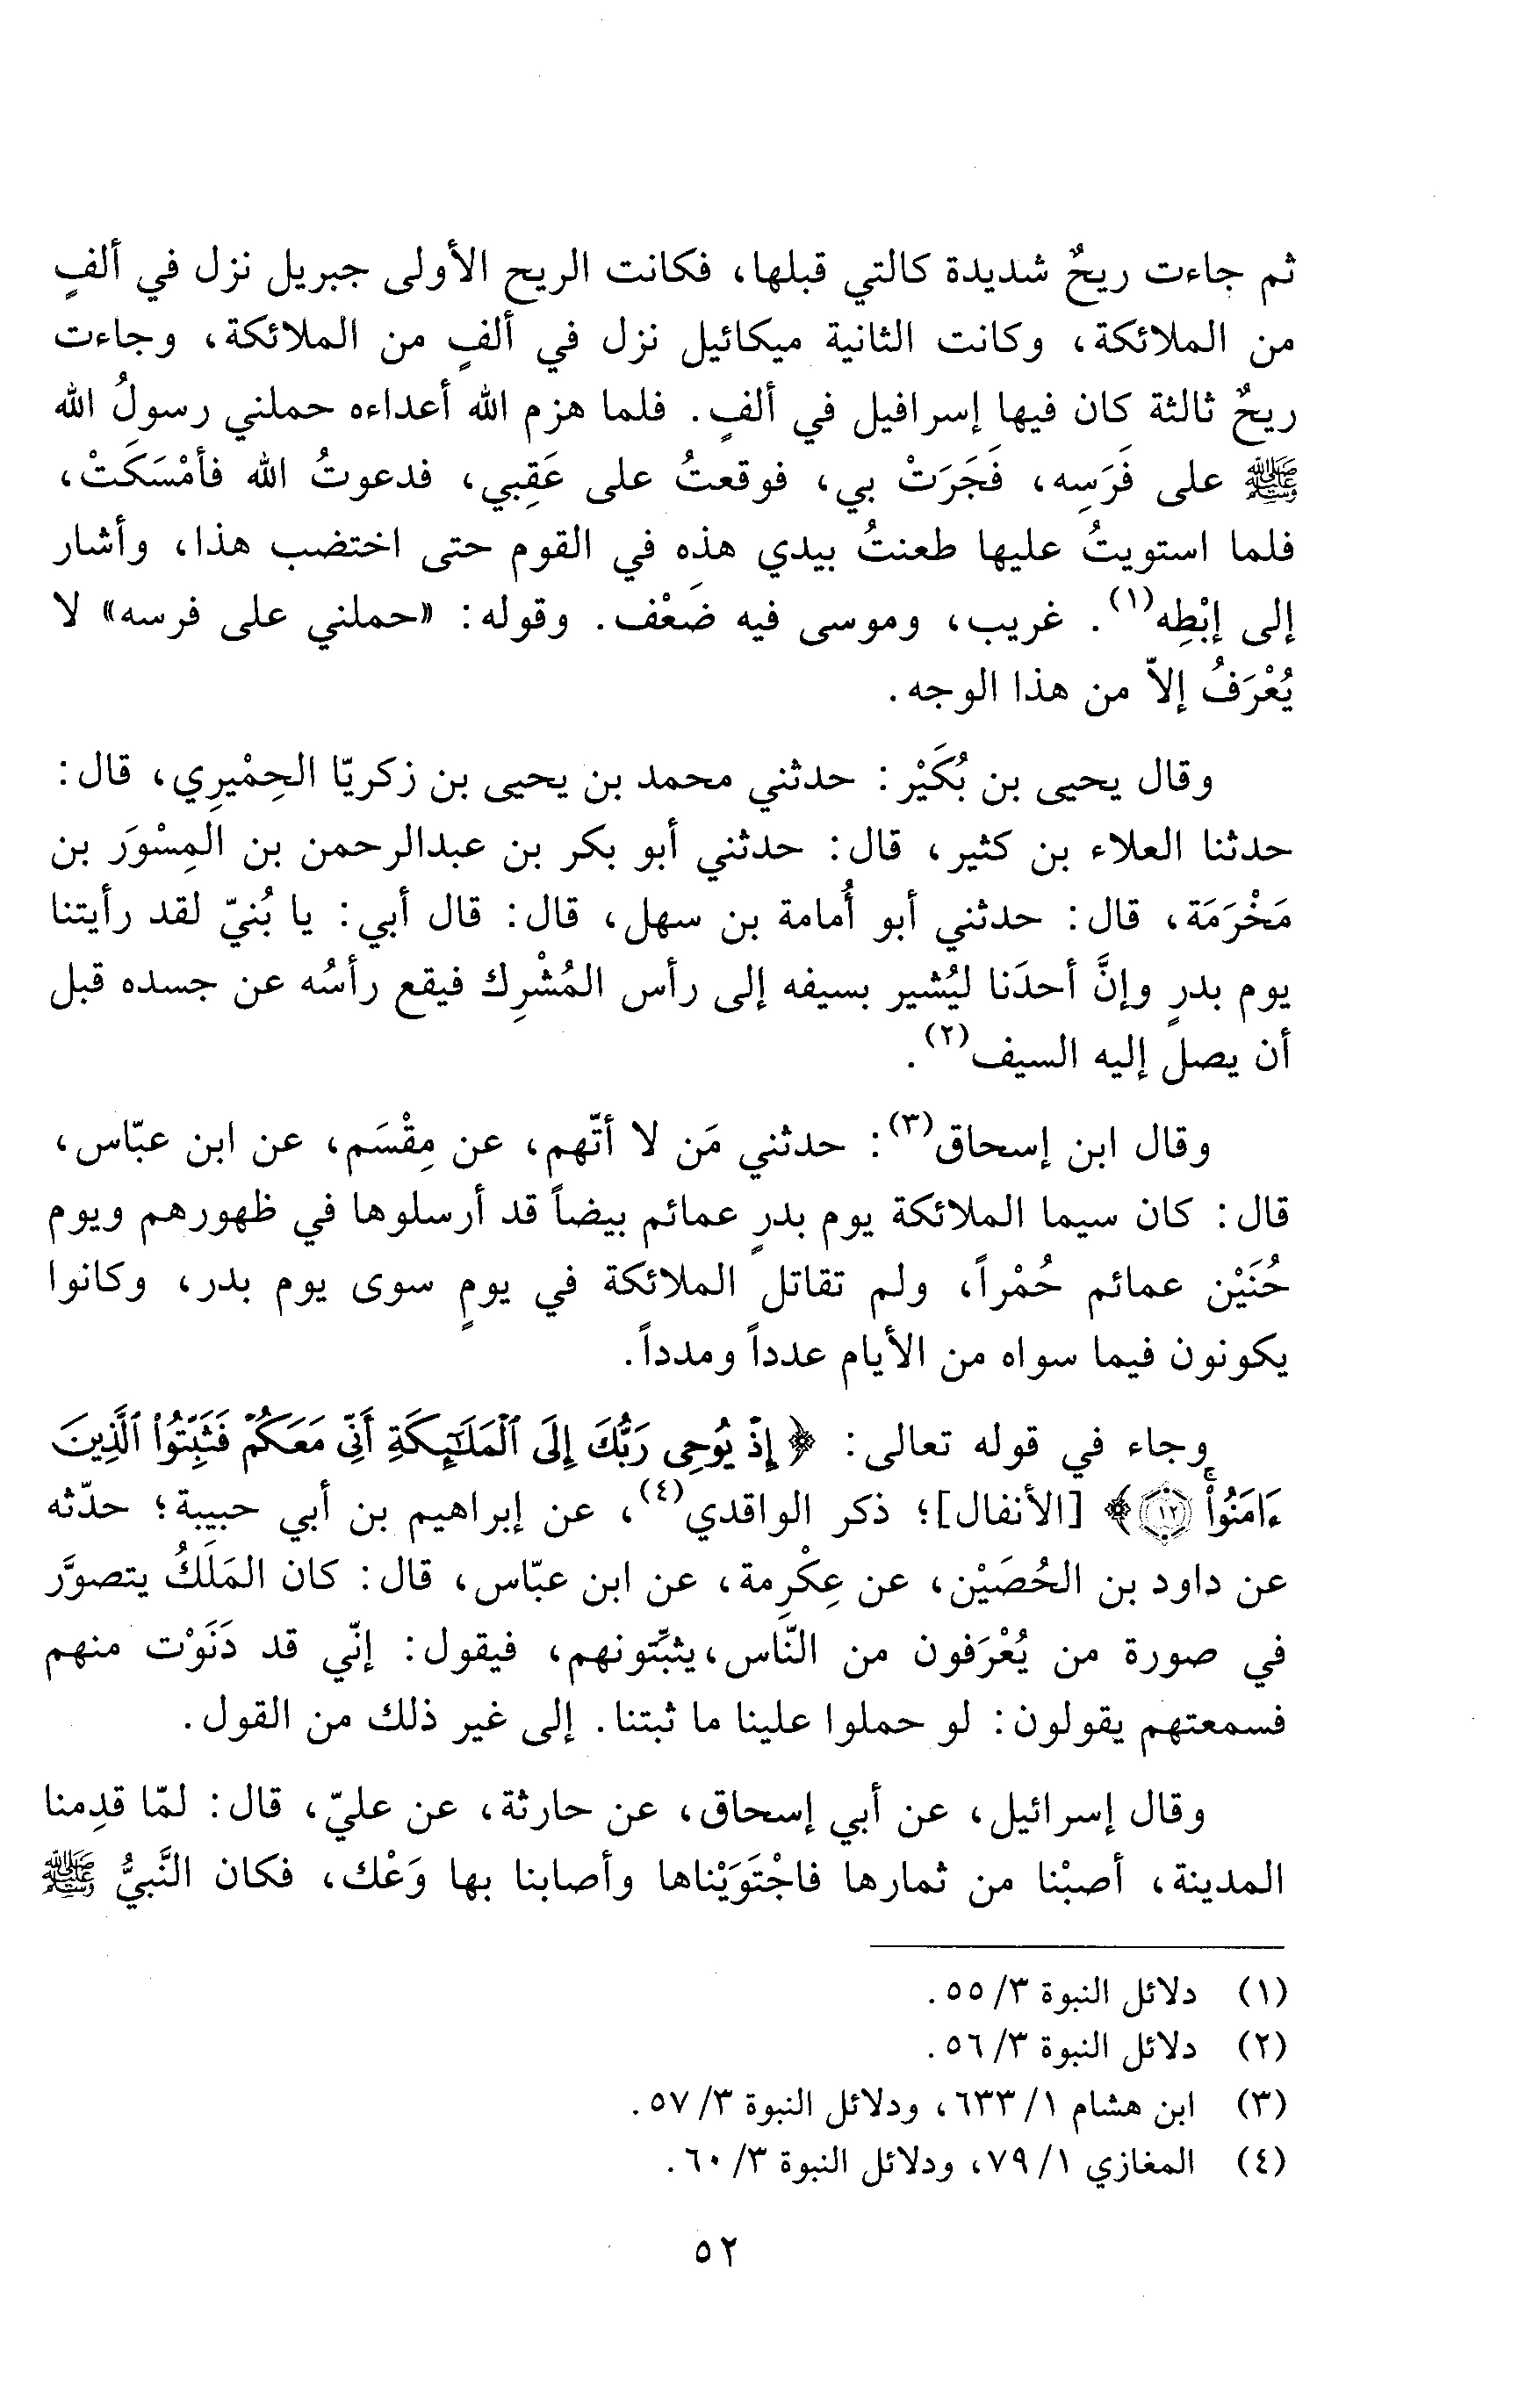 ثم جاءت ريحٌ شديدة كالتي قبلها، فكانت الريح الأولى جبريل نزل في ألفٍ
من الملائكة، وكانت الثانية ميكائيل نزل في ألفٍ من الملائكة، وجاءت
ريحٌ ثالثة كان فيها إسرافيل في ألفٍ. فلما هزم الله أعداءه حملني رسولُ الله
ﷺ على فَرَسِه، فَجَرَتْ بي، فوقعتُ على عَقِبي، فدعوتُ الله فأمْسَكَتْ،
فلما استويتُ عليها طعنتُ بيدي هذه في القوم حتى اختضب هذا، وأشار
إلى إبْطِه(١). غريب، وموسى فيه ضَعْف. وقوله: «حملني على فرسه» لا
يُعْرَفُ إلاّ من هذا الوجه.
وقال يحيى بن بُكَيْر: حدثني محمد بن يحيى بن زكريّا الحِمْيرِي، قال:
حدثنا العلاء بن كثير، قال: حدثني أبو بكر بن عبدالرحمن بن المِسْوَر بن
مَخْرَمَة، قال: حدثني أبو أُمامة بن سهل، قال: قال أبي: يا بُنيّ لقد رأيتنا
يوم بدرٍ وإنَّ أحدَنا ليُشير بسيفه إلى رأس المُشْرِك فيقع رأسُه عن جسده قبل
أن يصل إليه السيف(٢).
وقال ابن إسحاق(٣): حدثني مَن لا أتّهم، عن مِقْسَم، عن ابن عبّاس،
قال: كان سيما الملائكة يوم بدرٍ عمائم بيضاً قد أرسلوها في ظهورهم ويوم
حُنَيْن عمائم حُمْراً، ولم تقاتل الملائكة في يومٍ سوى يوم بدر، وكانوا
يكونون فيما سواه من الأيام عدداً ومدداً.
وجاء في قوله تعالى: ﴿إِذْ يُوحِى رَبُّكَ إِلَى ٱلْمَلَٰٓئِكَةِ أَنِّى مَعَكُمْ فَثَبِّتُوا۟ ٱلَّذِينَ
ءَامَنُوا۟ۚ ١٢﴾ [الأنفال]؛ ذكر الواقدي(٤)، عن إبراهيم بن أبي حبيبة؛ حدّثه
عن داود بن الحُصَيْن، عن عِكْرِمة، عن ابن عبّاس، قال: كان المَلَكُ يتصوَّر
في صورة من يُعْرَفون من النّاس، يثبّتونهم، فيقول: إنّي قد دَنَوْت منهم
فسمعتهم يقولون: لو حملوا علينا ما ثبتنا. إلى غير ذلك من القول.
وقال إسرائيل، عن أبي إسحاق، عن حارثة، عن عليّ، قال: لمّا قدِمنا
المدينة، أصبْنا من ثمارها فاجْتَوَيْناها وأصابنا بها وَعْك، فكان النَّبيُّ ﷺ
(١) دلائل النبوة ٣/ ٥٥.
(٢) دلائل النبوة ٣/ ٥٦.
(٣) ابن هشام ١/ ٦٣٣، ودلائل النبوة ٣/ ٥٧.
(٤) المغازي ١/ ٧٩، ودلائل النبوة ٣/ ٦٠.
٥٢